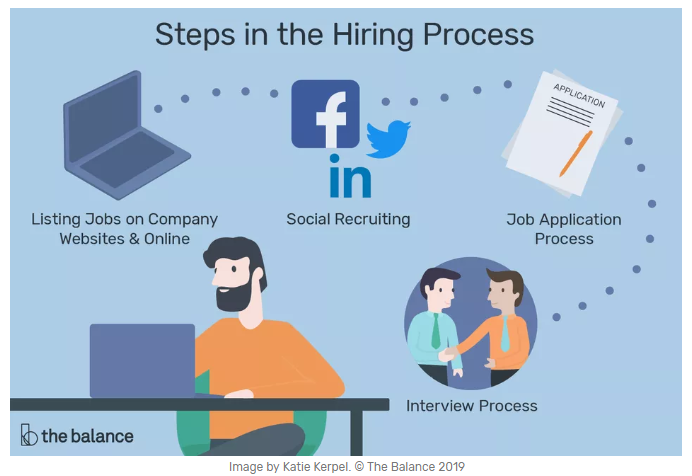 Steps in the Hiring Process
f
APPLICATION
in
Listing Jobs on Company
Websites & Online
Social Recruiting
Job Application
Process
Interview Process
the balance
Image by Katie Kerpel. © The Balance 2019